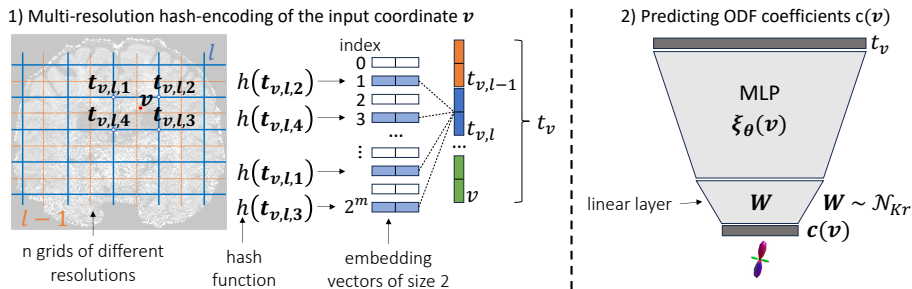 1) Multi-resolution hash-encoding of the input coordinate v
l
t_{v,l,1} t_{v,l,2}
v
t_{v,l,4} t_{v,l,3}
l − 1
n grids of different
resolutions
h(t_{v,l,2})
h(t_{v,l,4})
h(t_{v,l,1})
h(t_{v,l,3})
hash
function
index
0
1
2
3
...
⋮ ...
2^m
embedding
vectors of size 2
t_{v,l−1}
t_{v,l}
v
t_v
2) Predicting ODF coefficients c(v)
t_v
MLP
ξ_θ(v)
linear layer
W
W ~ 𝒩_{Kr}
c(v)